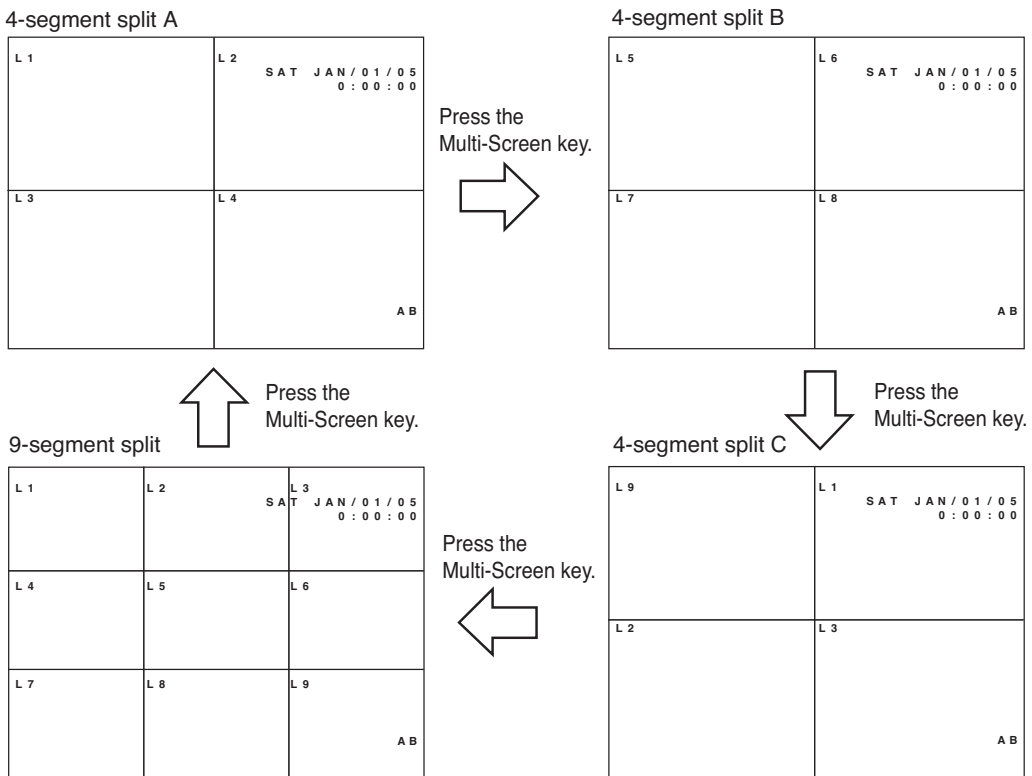 4-segment split A
L 1
L 2
SAT JAN/01/05
0:00:00
L 3
L 4
AB
Press the
Multi-Screen key.
4-segment split B
L 5
L 6
SAT JAN/01/05
0:00:00
L 7
L 8
AB
Press the
Multi-Screen key.
Press the
Multi-Screen key.
9-segment split
L 1
L 2
L 3
SAT JAN/01/05
0:00:00
L 4
L 5
L 6
L 7
L 8
L 9
AB
Press the
Multi-Screen key.
4-segment split C
L 9
L 1
SAT JAN/01/05
0:00:00
L 2
L 3
AB